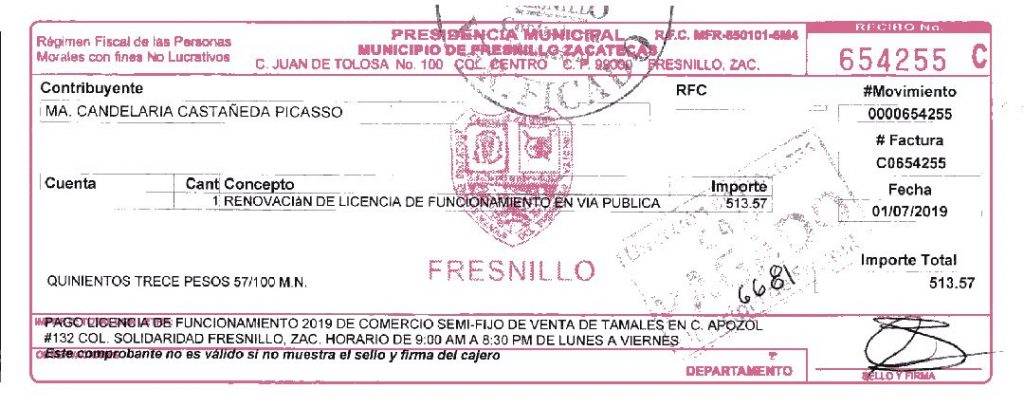 RECIBO No.
654255 C
PRESIDENCIA MUNICIPAL R.F.C. MFR-850101-6M4
Régimen Fiscal de las Personas
Morales con fines No Lucrativos
MUNICIPIO DE FRESNILLO ZACATECAS
C. JUAN DE TOLOSA No. 100 COL. CENTRO C. P. 99000 FRESNILLO, ZAC.
Contribuyente
RFC
#Movimiento
MA. CANDELARIA CASTAÑEDA PICASSO
0000654255
# Factura
C0654255
Cuenta Cant Concepto Importe
Fecha
1 RENOVACIàN DE LICENCIA DE FUNCIONAMIENTO EN VIA PUBLICA 513.57
01/07/2019
Importe Total
FRESNILLO
QUINIENTOS TRECE PESOS 57/100 M.N.
513.57
6681
PAGADO
PAGO LICENCIA DE FUNCIONAMIENTO 2019 DE COMERCIO SEMI-FIJO DE VENTA DE TAMALES EN C. APOZOL
#132 COL. SOLIDARIDAD FRESNILLO, ZAC. HORARIO DE 9:00 AM A 8:30 PM DE LUNES A VIERNES
Este comprobante no es válido si no muestra el sello y firma del cajero
DEPARTAMENTO
SELLO Y FIRMA